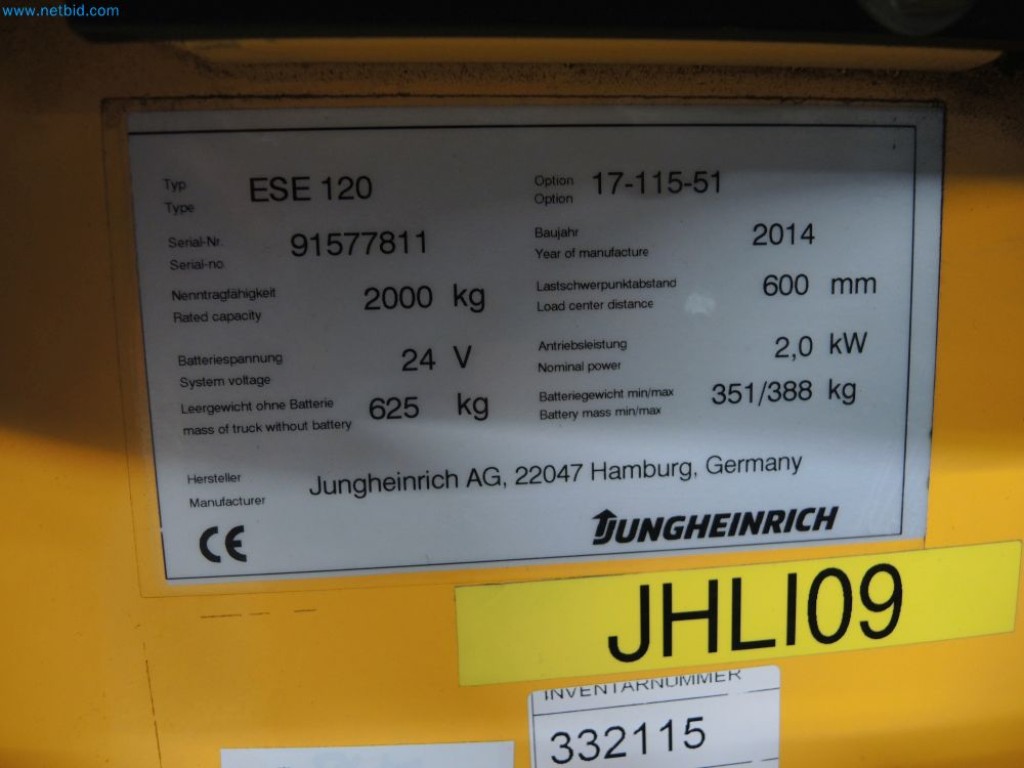 www.netbid.com
Typ ESE 120 Option 17-115-51
Type Option
Serial-Nr. 91577811 Baujahr 2014
Serial-no. Year of manufacture
Nenntragfähigkeit 2000 kg Lastschwerpunktabstand 600 mm
Rated capacity Load center distance
Batteriespannung 24 V Antriebsleistung 2,0 kW
System voltage Nominal power
Leergewicht ohne Batterie 625 kg Batteriegewicht min/max 351/388 kg
mass of truck without battery Battery mass min/max
Hersteller Jungheinrich AG, 22047 Hamburg, Germany
Manufacturer
CE JUNGHEINRICH
JHLI09
INVENTARNUMMER
332115